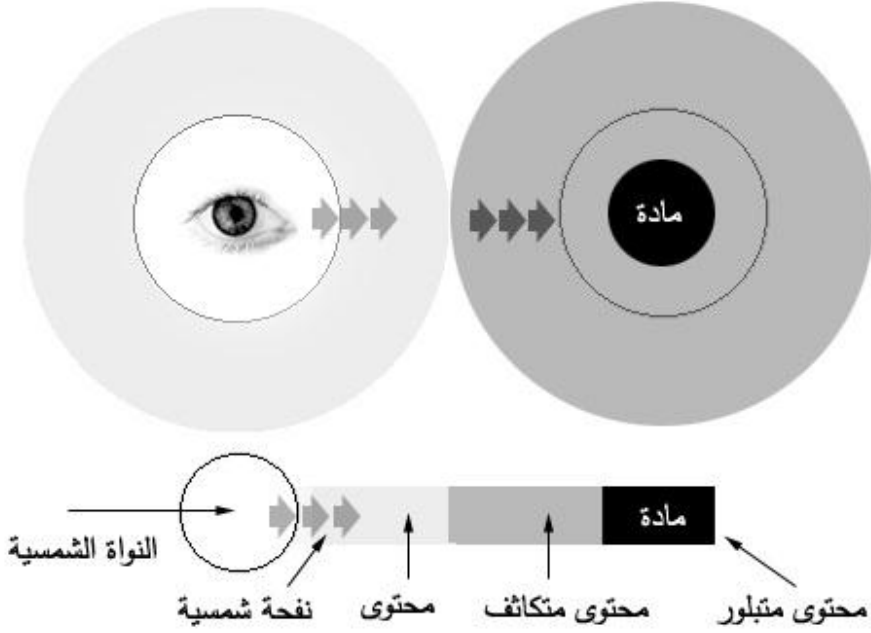 مادة
مادة
النواة الشمسية
نفحة شمسية
محتوى
محتوى متكاثف
محتوى متبلور